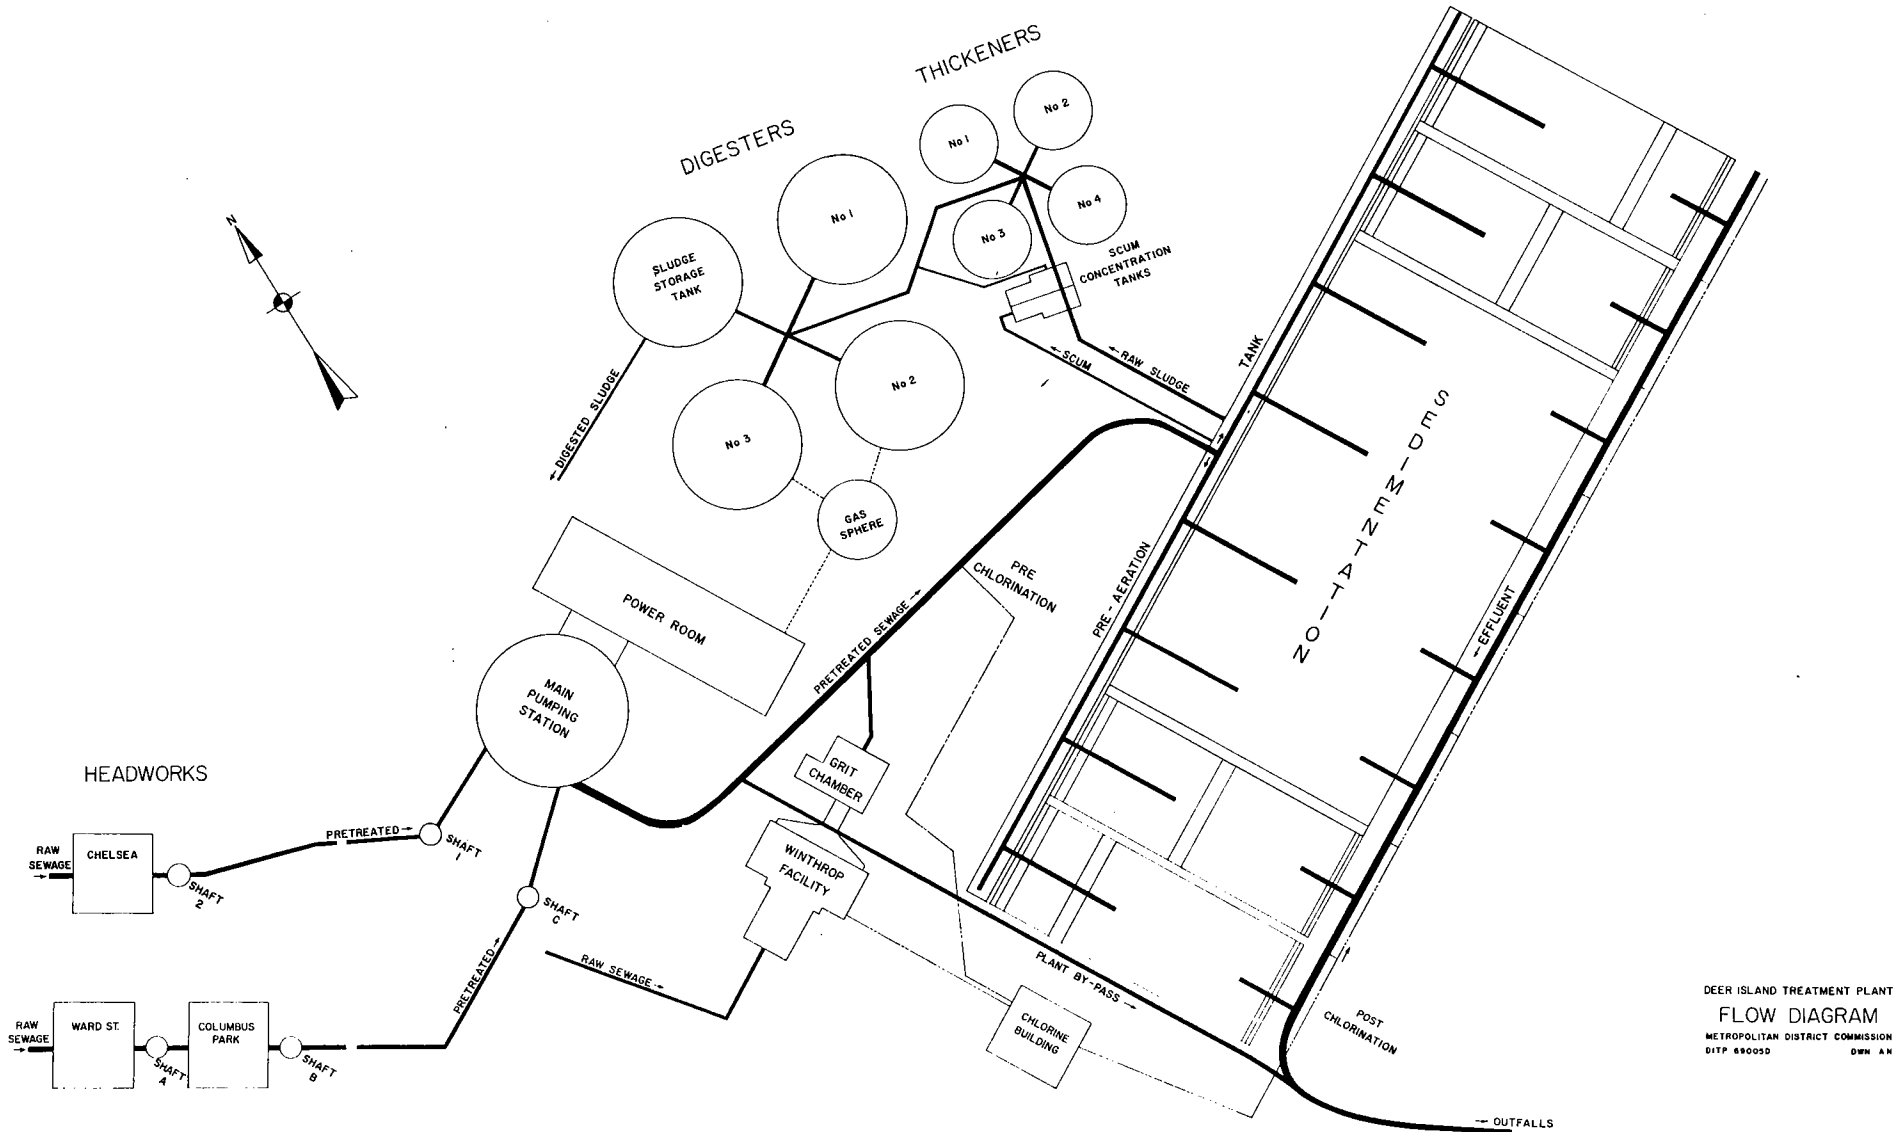 THICKENERS
No 1
No 2
No 3
No 4
DIGESTERS
No 1
No 2
No 3
N
SLUDGE
STORAGE
TANK
SCUM
CONCENTRATION
TANKS
← SCUM
← RAW SLUDGE
← DIGESTED SLUDGE
GAS
SPHERE
POWER ROOM
MAIN
PUMPING
STATION
PRETREATED SEWAGE →
PRE
CHLORINATION
PRE-AERATION
TANK
SEDIMENTATION
← EFFLUENT
GRIT
CHAMBER
WINTHROP
FACILITY
HEADWORKS
RAW
SEWAGE
→
CHELSEA
SHAFT
2
PRETREATED →
SHAFT
1
RAW
SEWAGE
→
WARD ST.
SHAFT
A
COLUMBUS
PARK
SHAFT
B
PRETREATED →
SHAFT
C
RAW SEWAGE →
PLANT BY-PASS →
CHLORINE
BUILDING
POST
CHLORINATION
→ OUTFALLS
DEER ISLAND TREATMENT PLANT
FLOW DIAGRAM
METROPOLITAN DISTRICT COMMISSION
DITP 69005D DWN AN